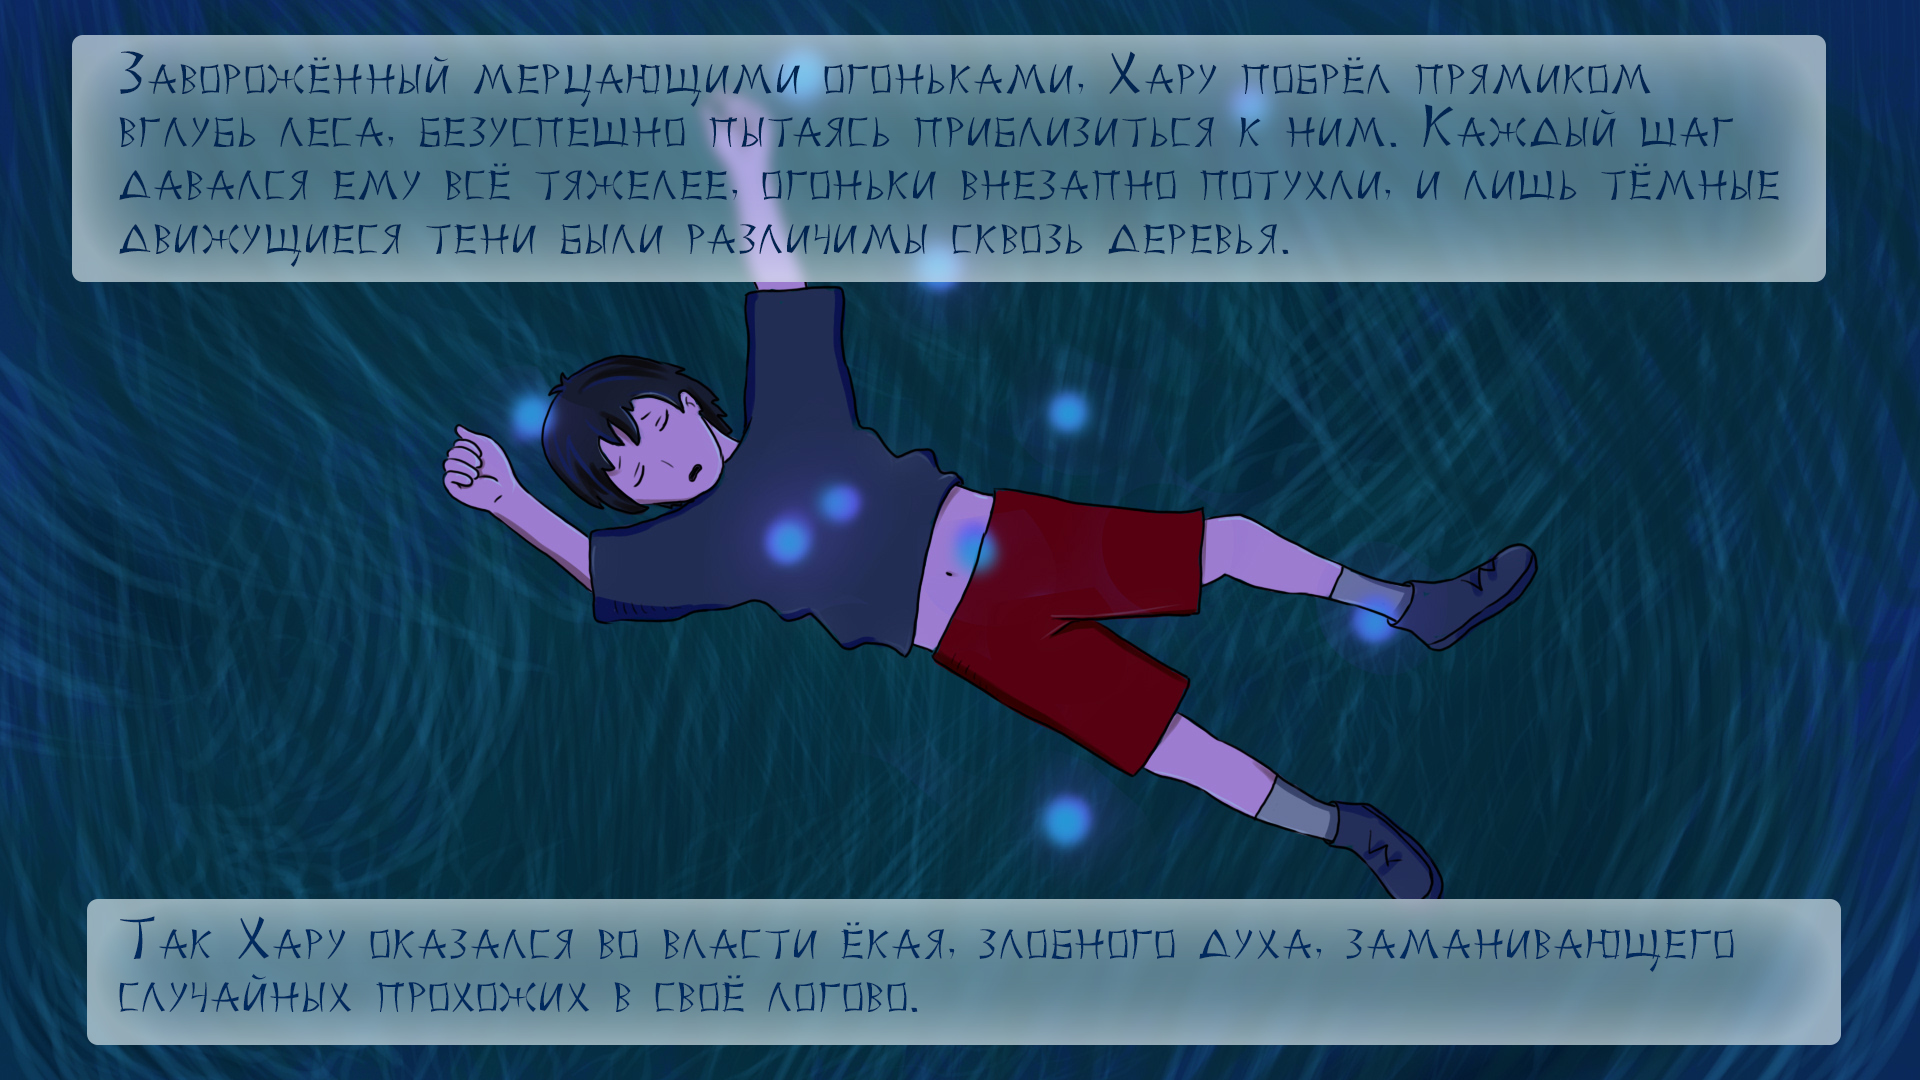 Заворожённый мерцающими огоньками, Хару побрёл прямиком
вглубь леса, безуспешно пытаясь приблизиться к ним. Каждый шаг
давался ему всё тяжелее, огоньки внезапно потухли, и лишь тёмные
движущиеся тени были различимы сквозь деревья.
Так Хару оказался во власти Ёкая, злобного духа, заманивающего
случайных прохожих в своё логово.